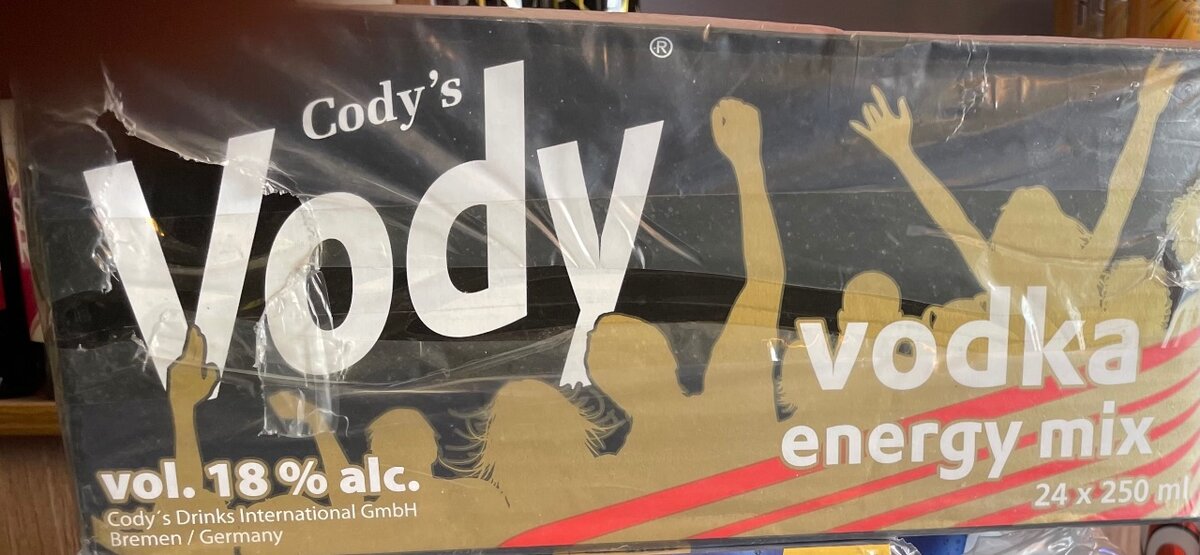 Cody's
Vody®
vodka
energy mix
24 x 250 ml
vol. 18 % alc.
Cody´s Drinks International GmbH
Bremen / Germany